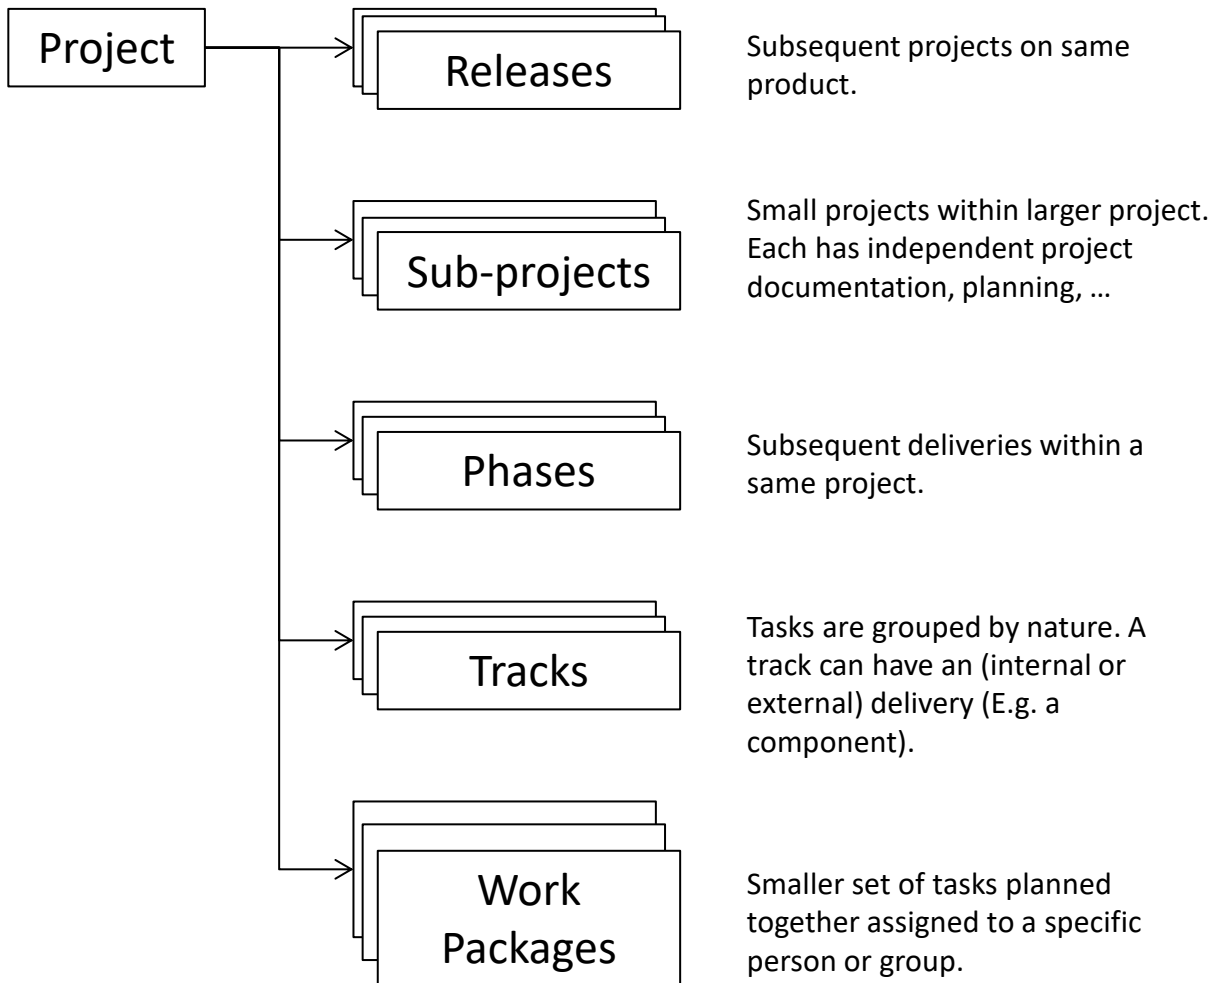 Project
Releases
Subsequent projects on same
product.
Sub-projects
Small projects within larger project.
Each has independent project
documentation, planning, …
Phases
Subsequent deliveries within a
same project.
Tracks
Tasks are grouped by nature. A
track can have an (internal or
external) delivery (E.g. a
component).
Work
Packages
Smaller set of tasks planned
together assigned to a specific
person or group.